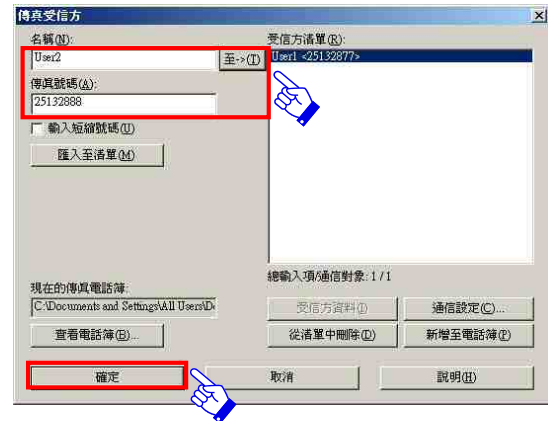 傳真受信方
名稱(N):
User2
至->(T)
傳真號碼(A):
25132888
輸入短縮號碼(U)
匯入至清單(M)
受信方清單(R):
User1 <25132877>
總輸入項/通信對象: 1 / 1
現在的傳真電話簿:
C:\Documents and Settings\All Users\D
查看電話簿(B)...
受信方資料(I)
通信設定(C)...
從清單中刪除(D)
新增至電話簿(P)
確定
取消
說明(H)